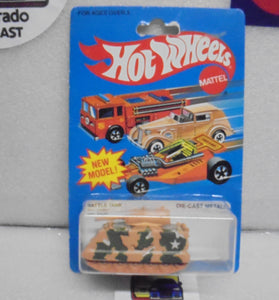 rado
AST
FOR AGES 3 OVER
Hot Wheels
MATTEL
NEW
MODEL!
BATTLE TANK
DIE-CAST METAL